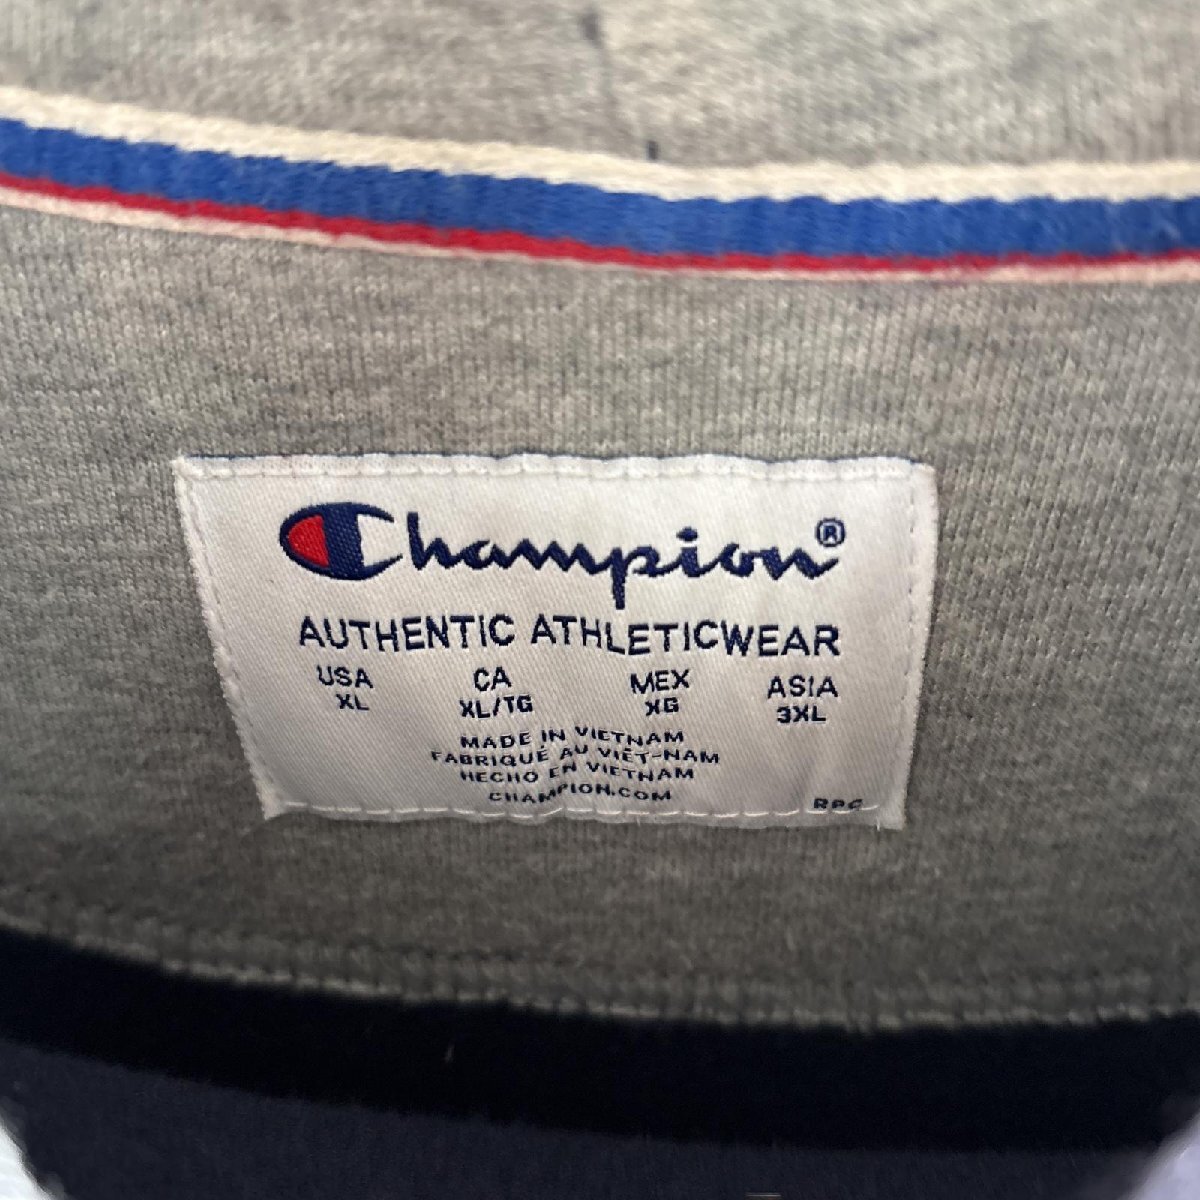 Champion®
AUTHENTIC ATHLETICWEAR
USA CA MEX ASIA
XL XL/TG XG 3XL
MADE IN VIETNAM
FABRIQUÉ AU VIÊT-NAM
HECHO EN VIETNAM
CHAMPION.COM